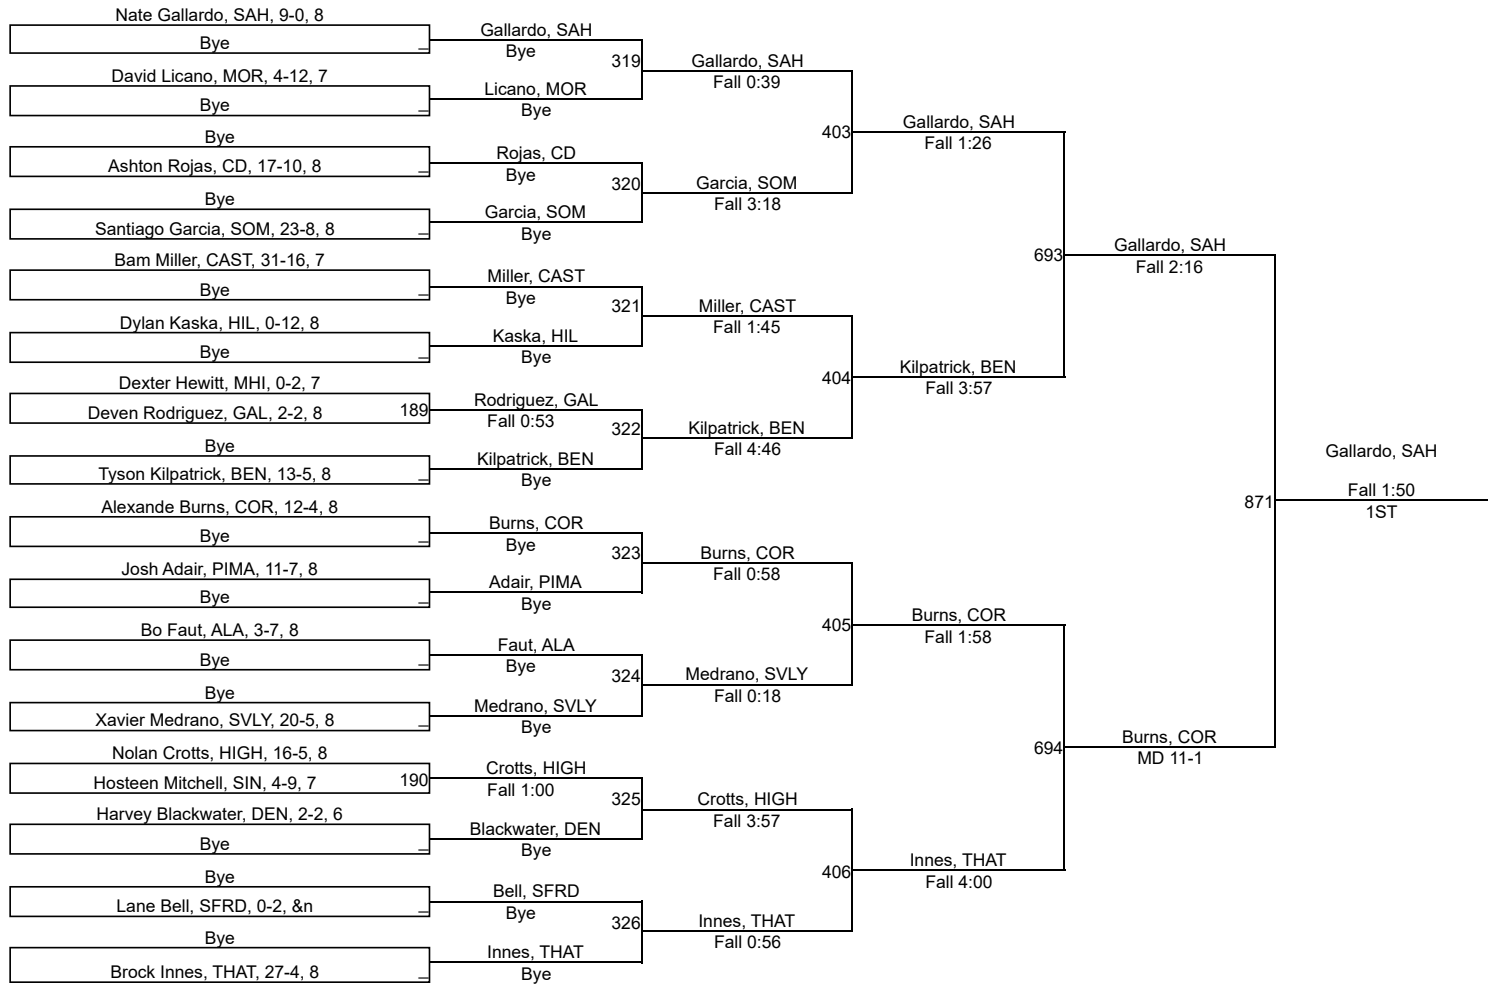 Nate Gallardo, SAH, 9-0, 8
Bye
David Licano, MOR, 4-12, 7
Bye
Bye
Ashton Rojas, CD, 17-10, 8
Bye
Santiago Garcia, SOM, 23-8, 8
Bam Miller, CAST, 31-16, 7
Bye
Dylan Kaska, HIL, 0-12, 8
Bye
Dexter Hewitt, MHI, 0-2, 7
Deven Rodriguez, GAL, 2-2, 8
189
Bye
Tyson Kilpatrick, BEN, 13-5, 8
Alexande Burns, COR, 12-4, 8
Bye
Josh Adair, PIMA, 11-7, 8
Bye
Bo Faut, ALA, 3-7, 8
Bye
Bye
Xavier Medrano, SVLY, 20-5, 8
Nolan Crotts, HIGH, 16-5, 8
Hosteen Mitchell, SIN, 4-9, 7
190
Harvey Blackwater, DEN, 2-2, 6
Bye
Bye
Lane Bell, SFRD, 0-2, &n
Bye
Brock Innes, THAT, 27-4, 8
Gallardo, SAH
Bye
319
Licano, MOR
Bye
Rojas, CD
Bye
320
Garcia, SOM
Bye
Miller, CAST
Bye
321
Kaska, HIL
Bye
Rodriguez, GAL
Fall 0:53
322
Kilpatrick, BEN
Bye
Burns, COR
Bye
323
Adair, PIMA
Bye
Faut, ALA
Bye
324
Medrano, SVLY
Bye
Crotts, HIGH
Fall 1:00
325
Blackwater, DEN
Bye
Bell, SFRD
Bye
326
Innes, THAT
Bye
Gallardo, SAH
Fall 0:39
403
Garcia, SOM
Fall 3:18
Miller, CAST
Fall 1:45
404
Kilpatrick, BEN
Fall 4:46
Burns, COR
Fall 0:58
405
Medrano, SVLY
Fall 0:18
Crotts, HIGH
Fall 3:57
406
Innes, THAT
Fall 0:56
Gallardo, SAH
Fall 1:26
693
Kilpatrick, BEN
Fall 3:57
Burns, COR
Fall 1:58
694
Innes, THAT
Fall 4:00
Gallardo, SAH
Fall 2:16
871
Burns, COR
MD 11-1
Gallardo, SAH
Fall 1:50
1ST